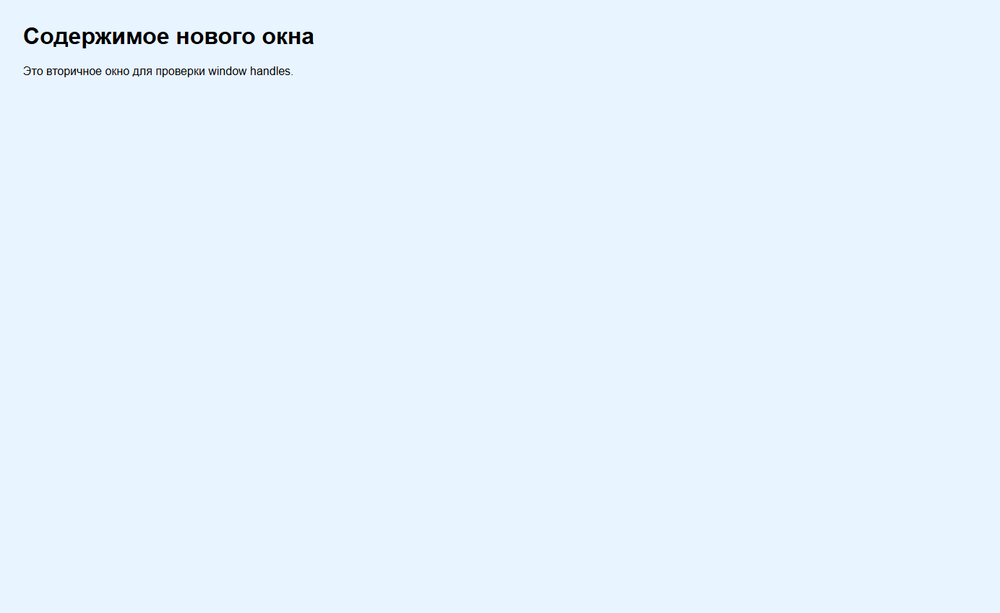 Содержимое нового окна
Это вторичное окно для проверки window handles.